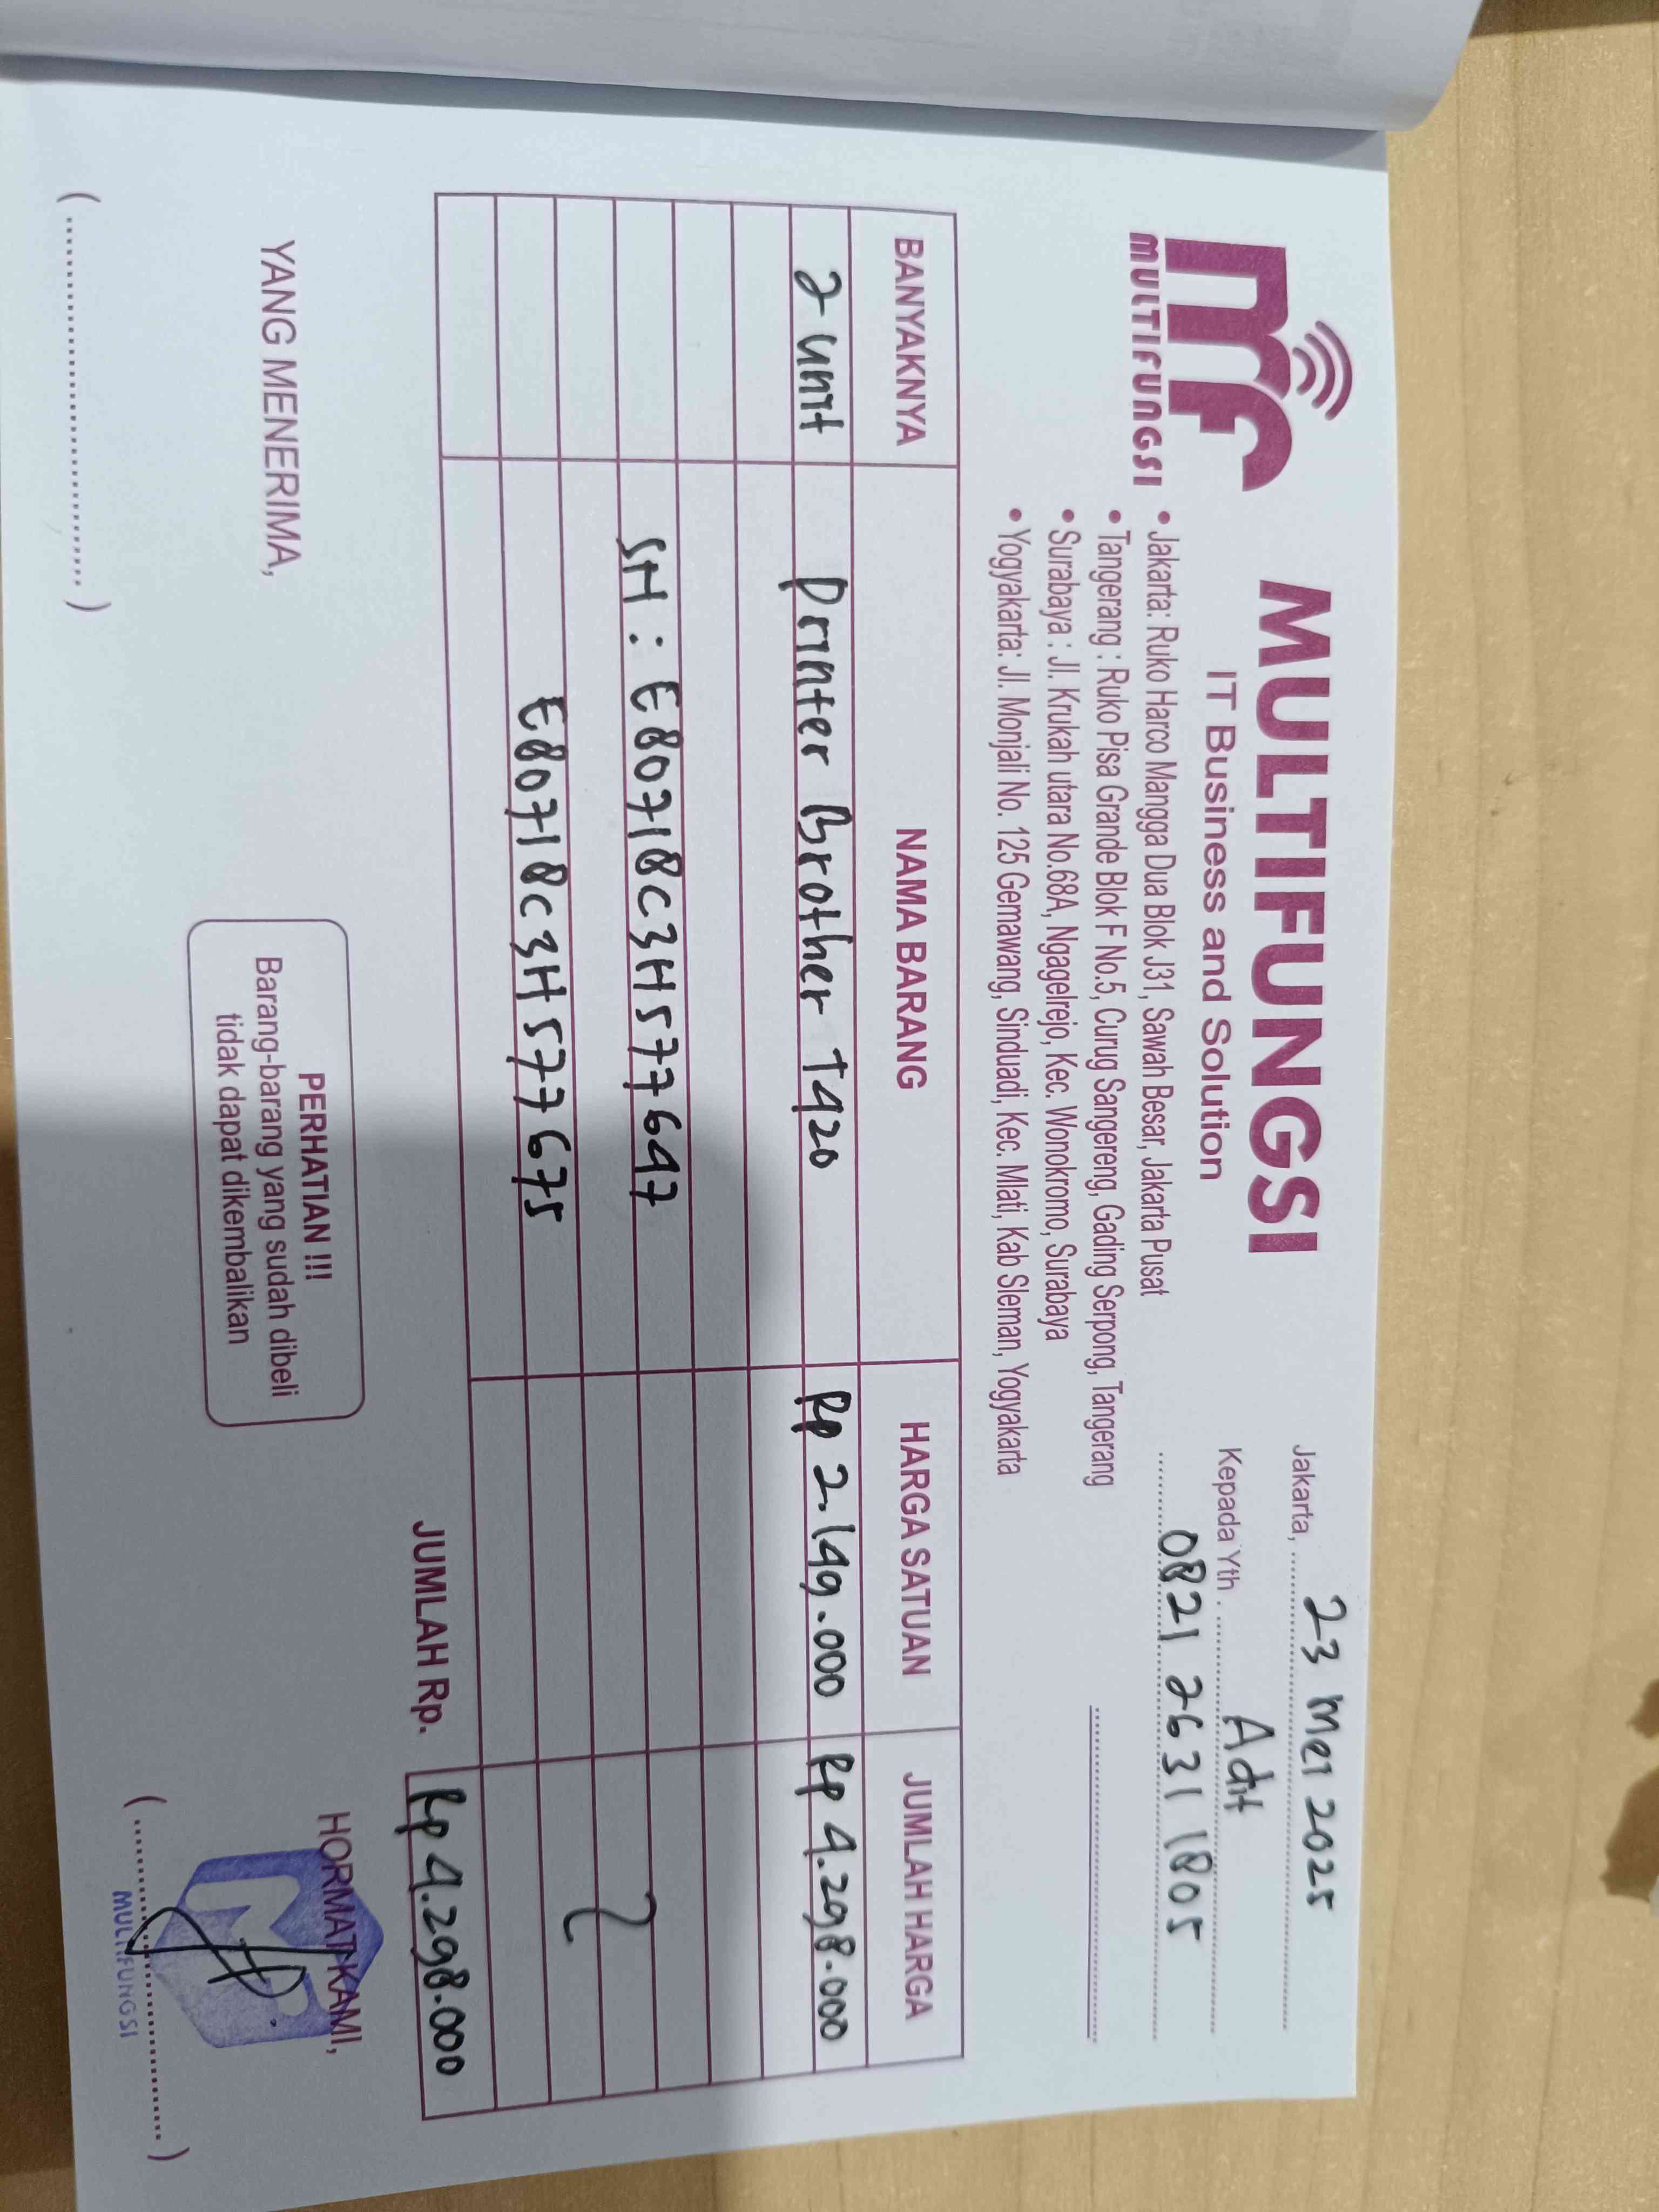 mf
MULTIFUNGSI
MULTIFUNGSI
IT Business and Solution
• Jakarta: Ruko Harco Mangga Dua Blok J31, Sawah Besar, Jakarta Pusat
• Tangerang : Ruko Pisa Grande Blok F No.5, Curug Sangereng, Gading Serpong, Tangerang
• Surabaya : Jl. Krukah utara No.68A, Ngagelrejo, Kec. Wonokromo, Surabaya
• Yogyakarta: Jl. Monjali No. 125 Gemawang, Sinduadi, Kec. Mlati, Kab Sleman, Yogyakarta
Jakarta, 23 Mei 2025
Kepada Yth. Adit
0821 2631 1805
BANYAKNYA NAMA BARANG HARGA SATUAN JUMLAH HARGA
2 unit Printer Brother T420 Rp 2.149.000 Rp 4.298.000
SN : E80718C3H577647
E80718C3H577675
JUMLAH Rp. Rp 4.298.000
YANG MENERIMA,
PERHATIAN !!!
Barang-barang yang sudah dibeli
tidak dapat dikembalikan
HORMAT KAMI,
MULTIFUNGSI